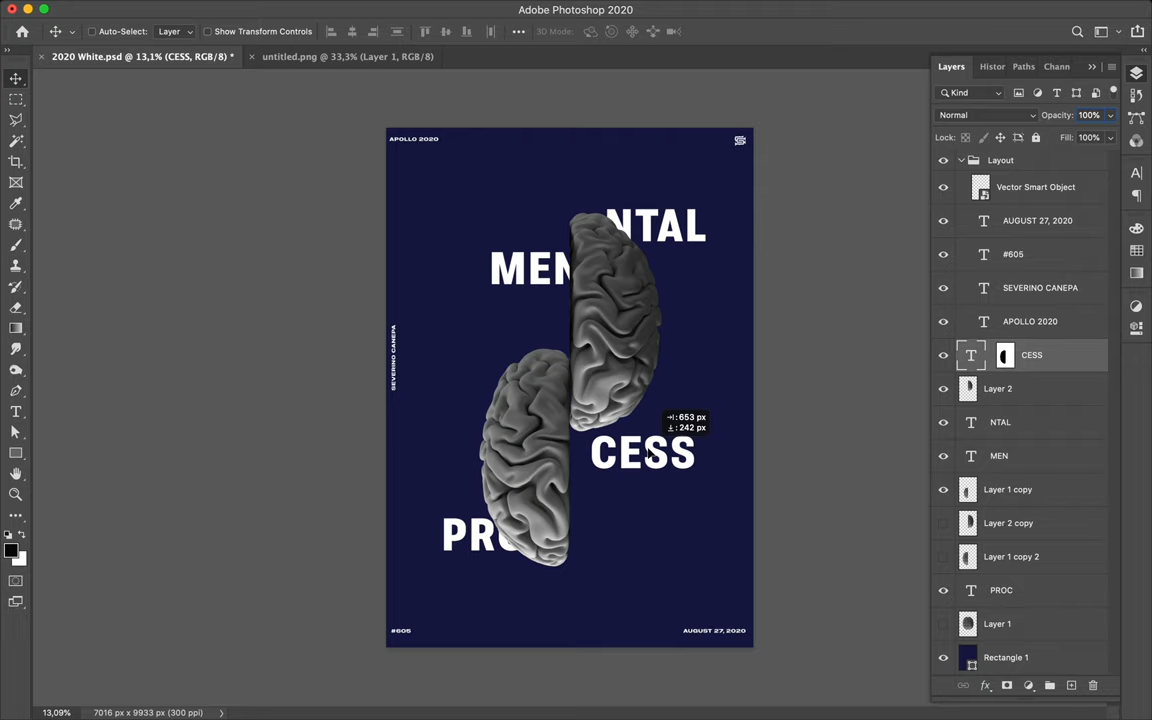 Adobe Photoshop 2020
Auto-Select: Layer Show Transform Controls 3D Mode:
2020 White.psd @ 13,1% (CESS, RGB/8) * untitled.png @ 33,3% (Layer 1, RGB/8)
APOLLO 2020
NTAL
MEN
SEVERINO CANEPA
:653 px
:242 px
CESS
PRO
#605 AUGUST 27, 2020
Layers Histor Paths Chann
Kind
Normal Opacity: 100%
Lock: Fill: 100%
Layout
Vector Smart Object
AUGUST 27, 2020
#605
SEVERINO CANEPA
APOLLO 2020
CESS
Layer 2
NTAL
MEN
Layer 1 copy
Layer 2 copy
Layer 1 copy 2
PROC
Layer 1
Rectangle 1
13,09% 7016 px x 9933 px (300 ppi)